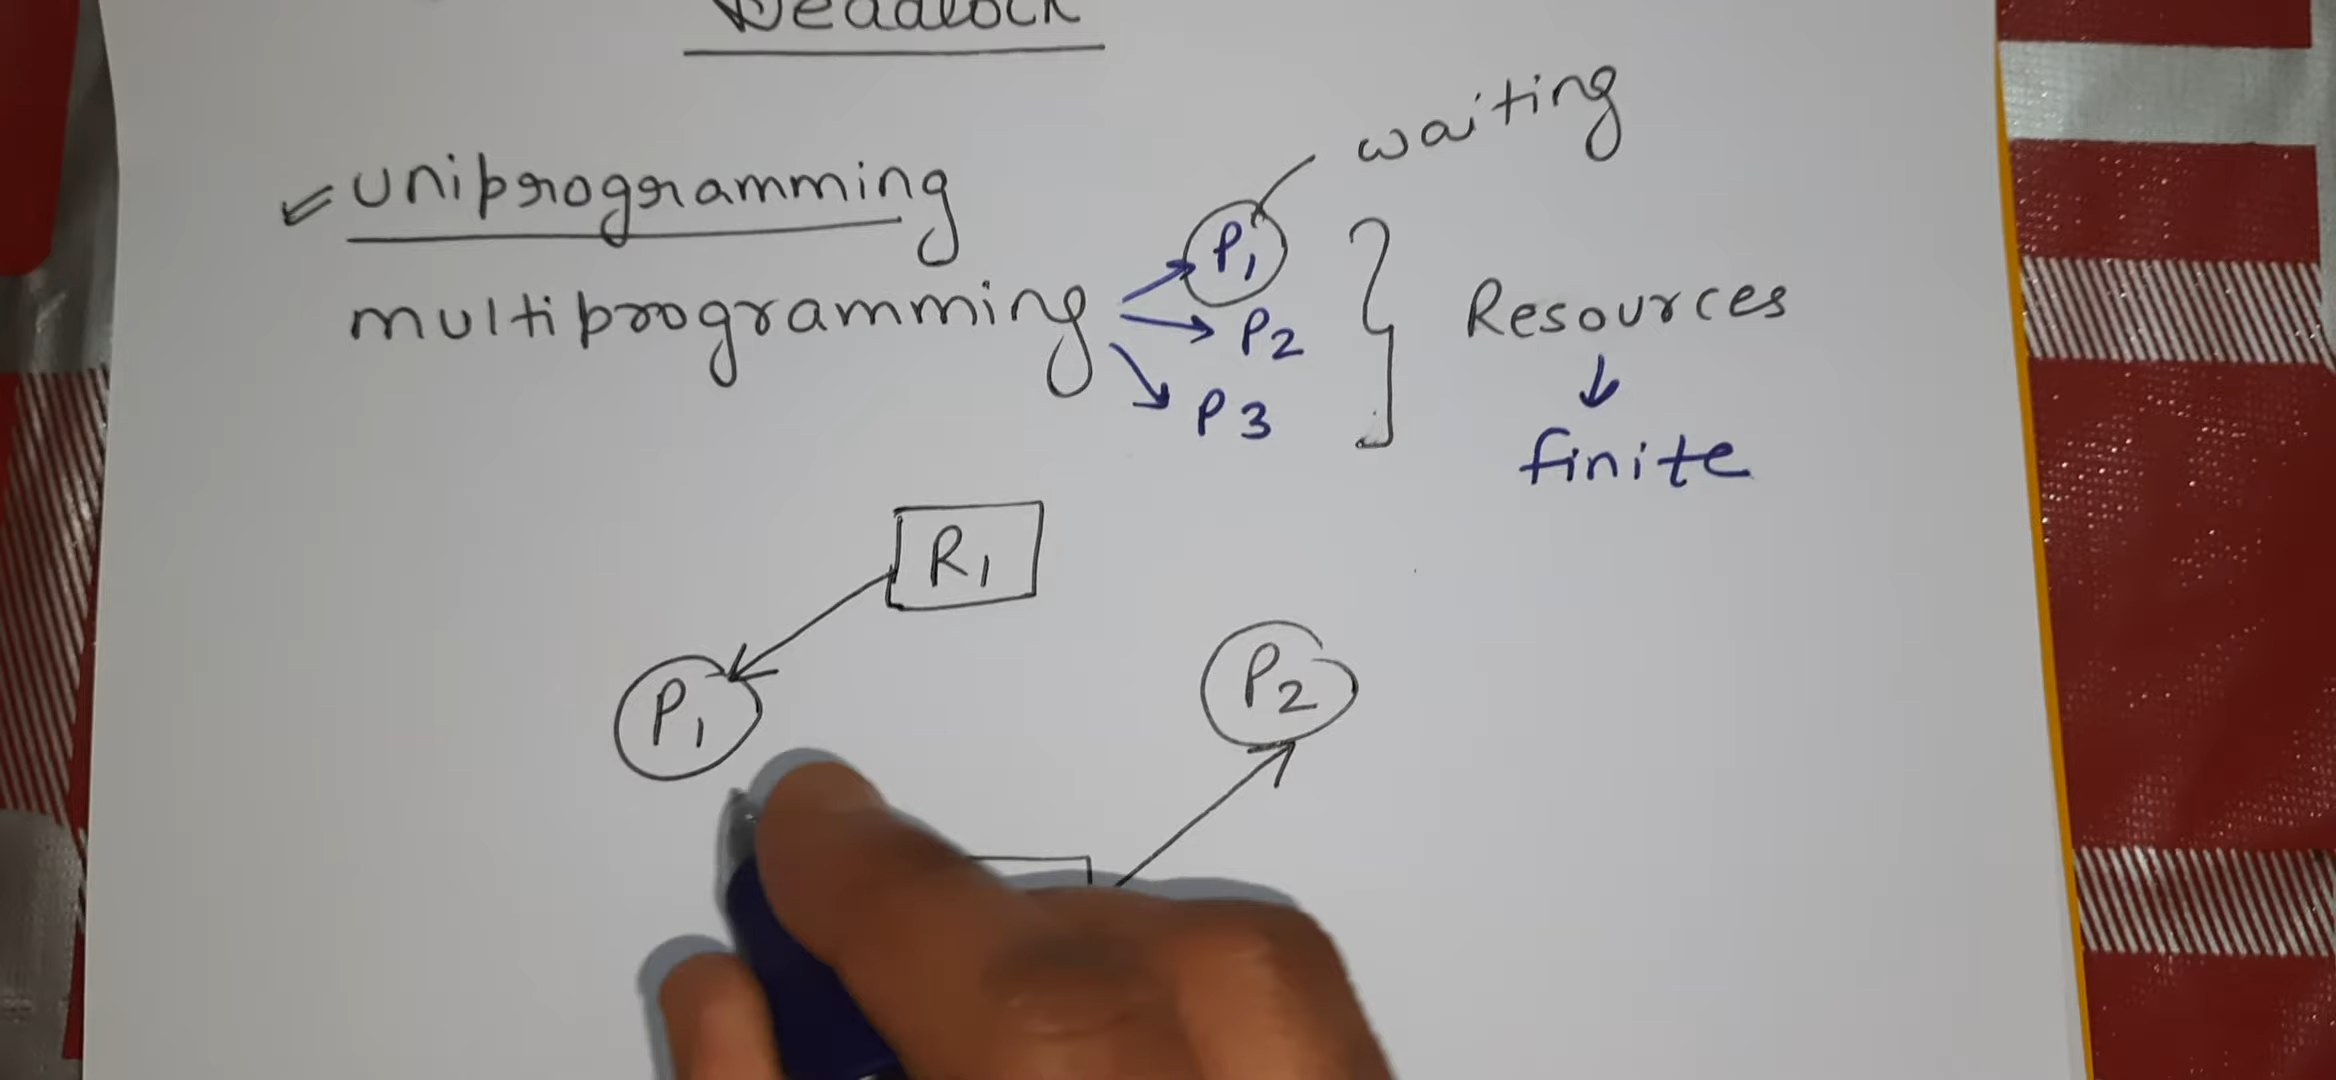 Deadlock
waiting
uniprogramming
P1
multiprogramming
P2
P3
Resources
finite
R1
P1
P2